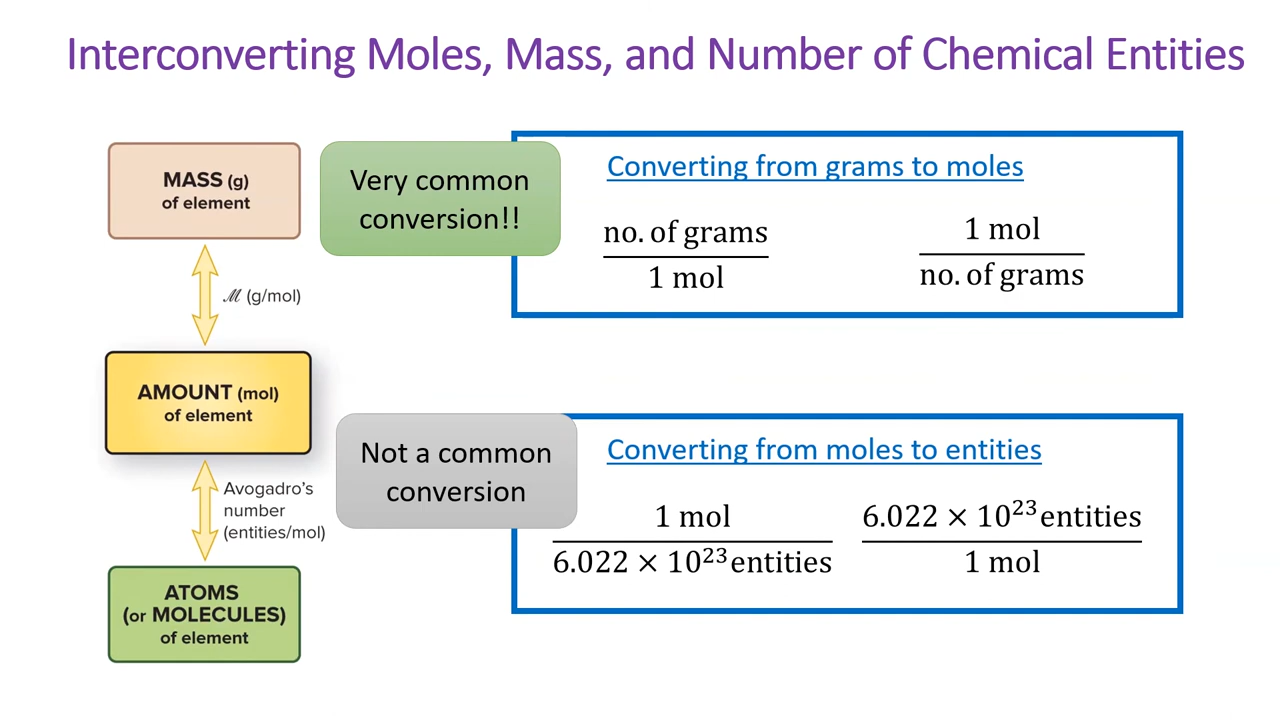 Interconverting Moles, Mass, and Number of Chemical Entities
MASS (g)
of element
ℳ (g/mol)
AMOUNT (mol)
of element
Avogadro's
number
(entities/mol)
ATOMS
(or MOLECULES)
of element
Very common
conversion!!
Converting from grams to moles
no. of grams
1 mol
1 mol
no. of grams
Not a common
conversion
Converting from moles to entities
1 mol
6.022 × 10²³ entities
6.022 × 10²³ entities
1 mol